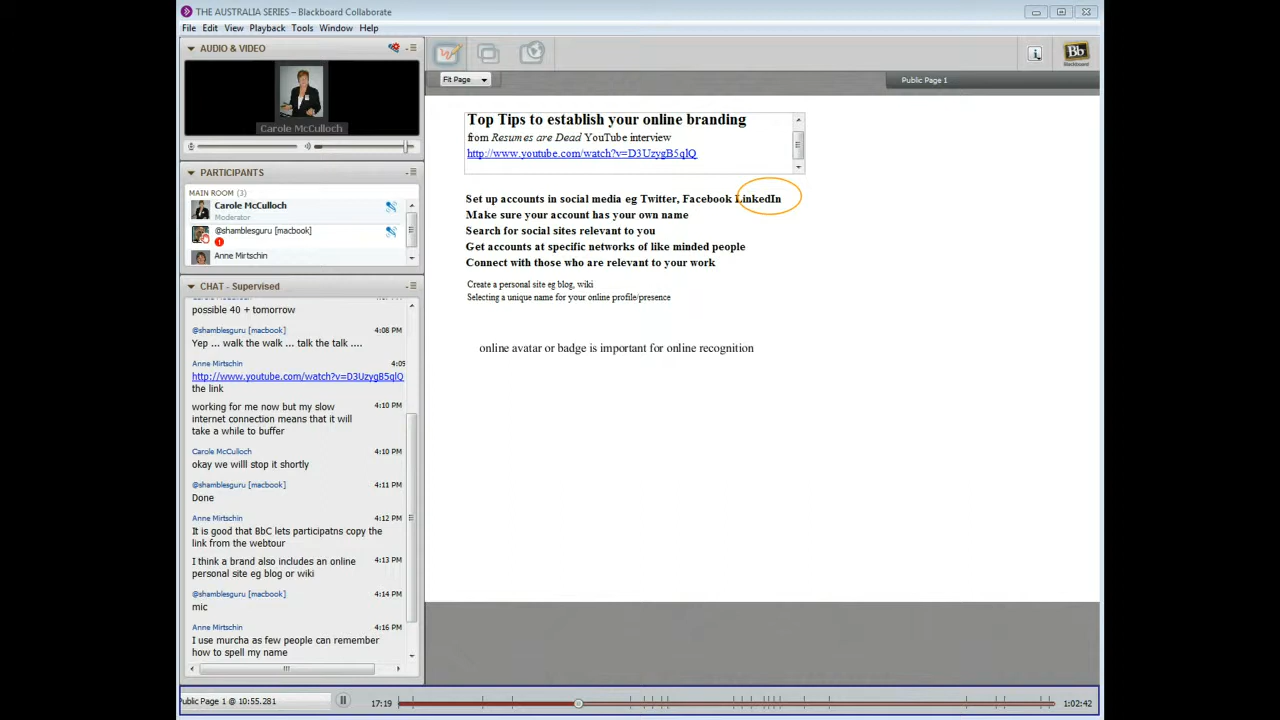 THE AUSTRALIA SERIES – Blackboard Collaborate
File Edit View Playback Tools Window Help
AUDIO & VIDEO
Carole McCulloch
PARTICIPANTS
MAIN ROOM (3)
Carole McCulloch
Moderator
@shamblesguru [macbook]
Anne Mirtschin
CHAT - Supervised
possible 40 + tomorrow
@shamblesguru [macbook] 4:08 PM
Yep ... walk the walk ... talk the talk ....
Anne Mirtschin 4:09
http://www.youtube.com/watch?v=D3UzygB5qlQ
the link
working for me now but my slow 4:10 PM
internet connection means that it will
take a while to buffer
Carole McCulloch 4:10 PM
okay we willl stop it shortly
@shamblesguru [macbook] 4:11 PM
Done
Anne Mirtschin 4:12 PM
It is good that BbC lets participatns copy the
link from the webtour
I think a brand also includes an online 4:13 PM
personal site eg blog or wiki
@shamblesguru [macbook] 4:14 PM
mic
Anne Mirtschin 4:16 PM
I use murcha as few people can remember
how to spell my name
Public Page 1 @ 10:55.281
Fit Page
Public Page 1
Bb
Blackboard
Top Tips to establish your online branding
from Resumes are Dead YouTube interview
http://www.youtube.com/watch?v=D3UzygB5qlQ
Set up accounts in social media eg Twitter, Facebook LinkedIn
Make sure your account has your own name
Search for social sites relevant to you
Get accounts at specific networks of like minded people
Connect with those who are relevant to your work
Create a personal site eg blog, wiki
Selecting a unique name for your online profile/presence
online avatar or badge is important for online recognition
17:19
1:02:42